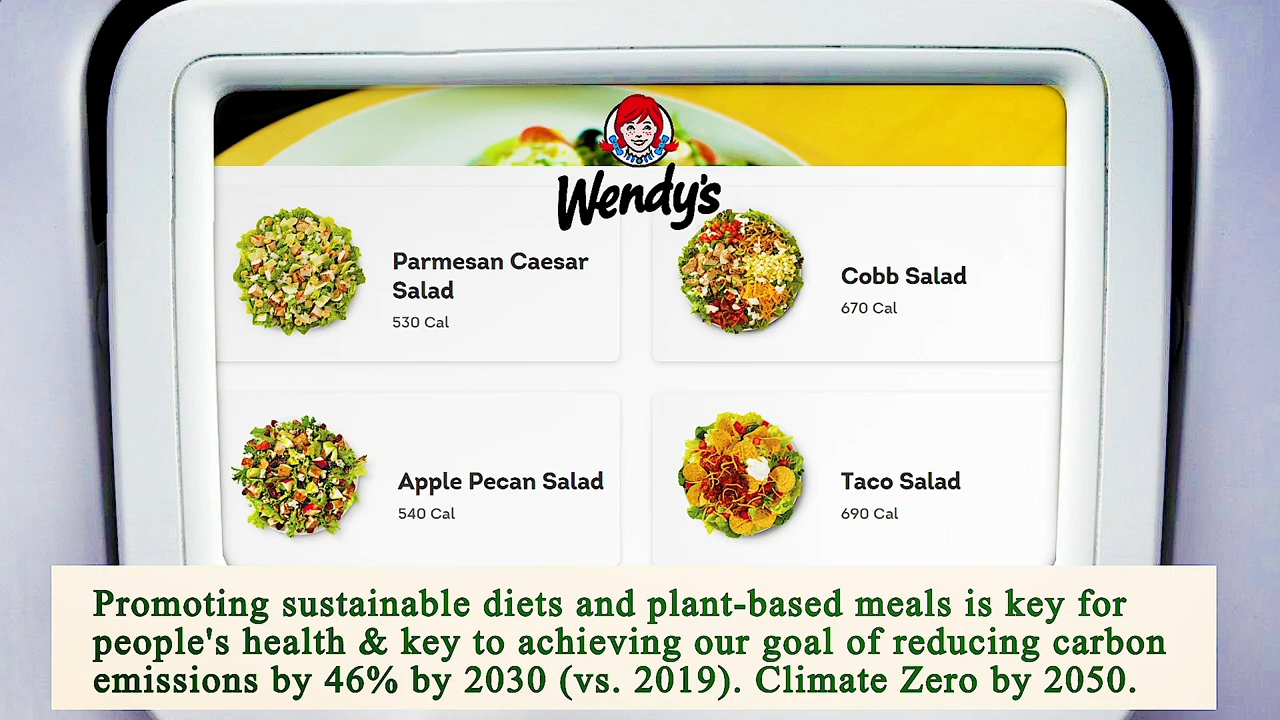 Wendy's
Parmesan Caesar
Salad
530 Cal
Cobb Salad
670 Cal
Apple Pecan Salad
540 Cal
Taco Salad
690 Cal
Promoting sustainable diets and plant-based meals is key for
people's health & key to achieving our goal of reducing carbon
emissions by 46% by 2030 (vs. 2019). Climate Zero by 2050.